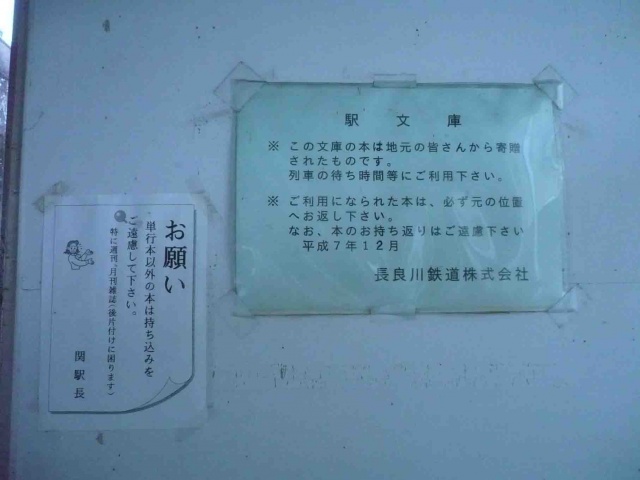 駅文庫
※ この文庫の本は地元の皆さんから寄贈
されたものです。
列車の待ち時間等にご利用下さい。
※ ご利用になられた本は、必ず元の位置
へお返し下さい。
なお、本のお持ち返りはご遠慮下さい
平成7年12月
長良川鉄道株式会社
お願い
単行本以外の本は持ち込みを
ご遠慮して下さい。
特に週刊、月刊雑誌(後片付けに困ります)
関駅長